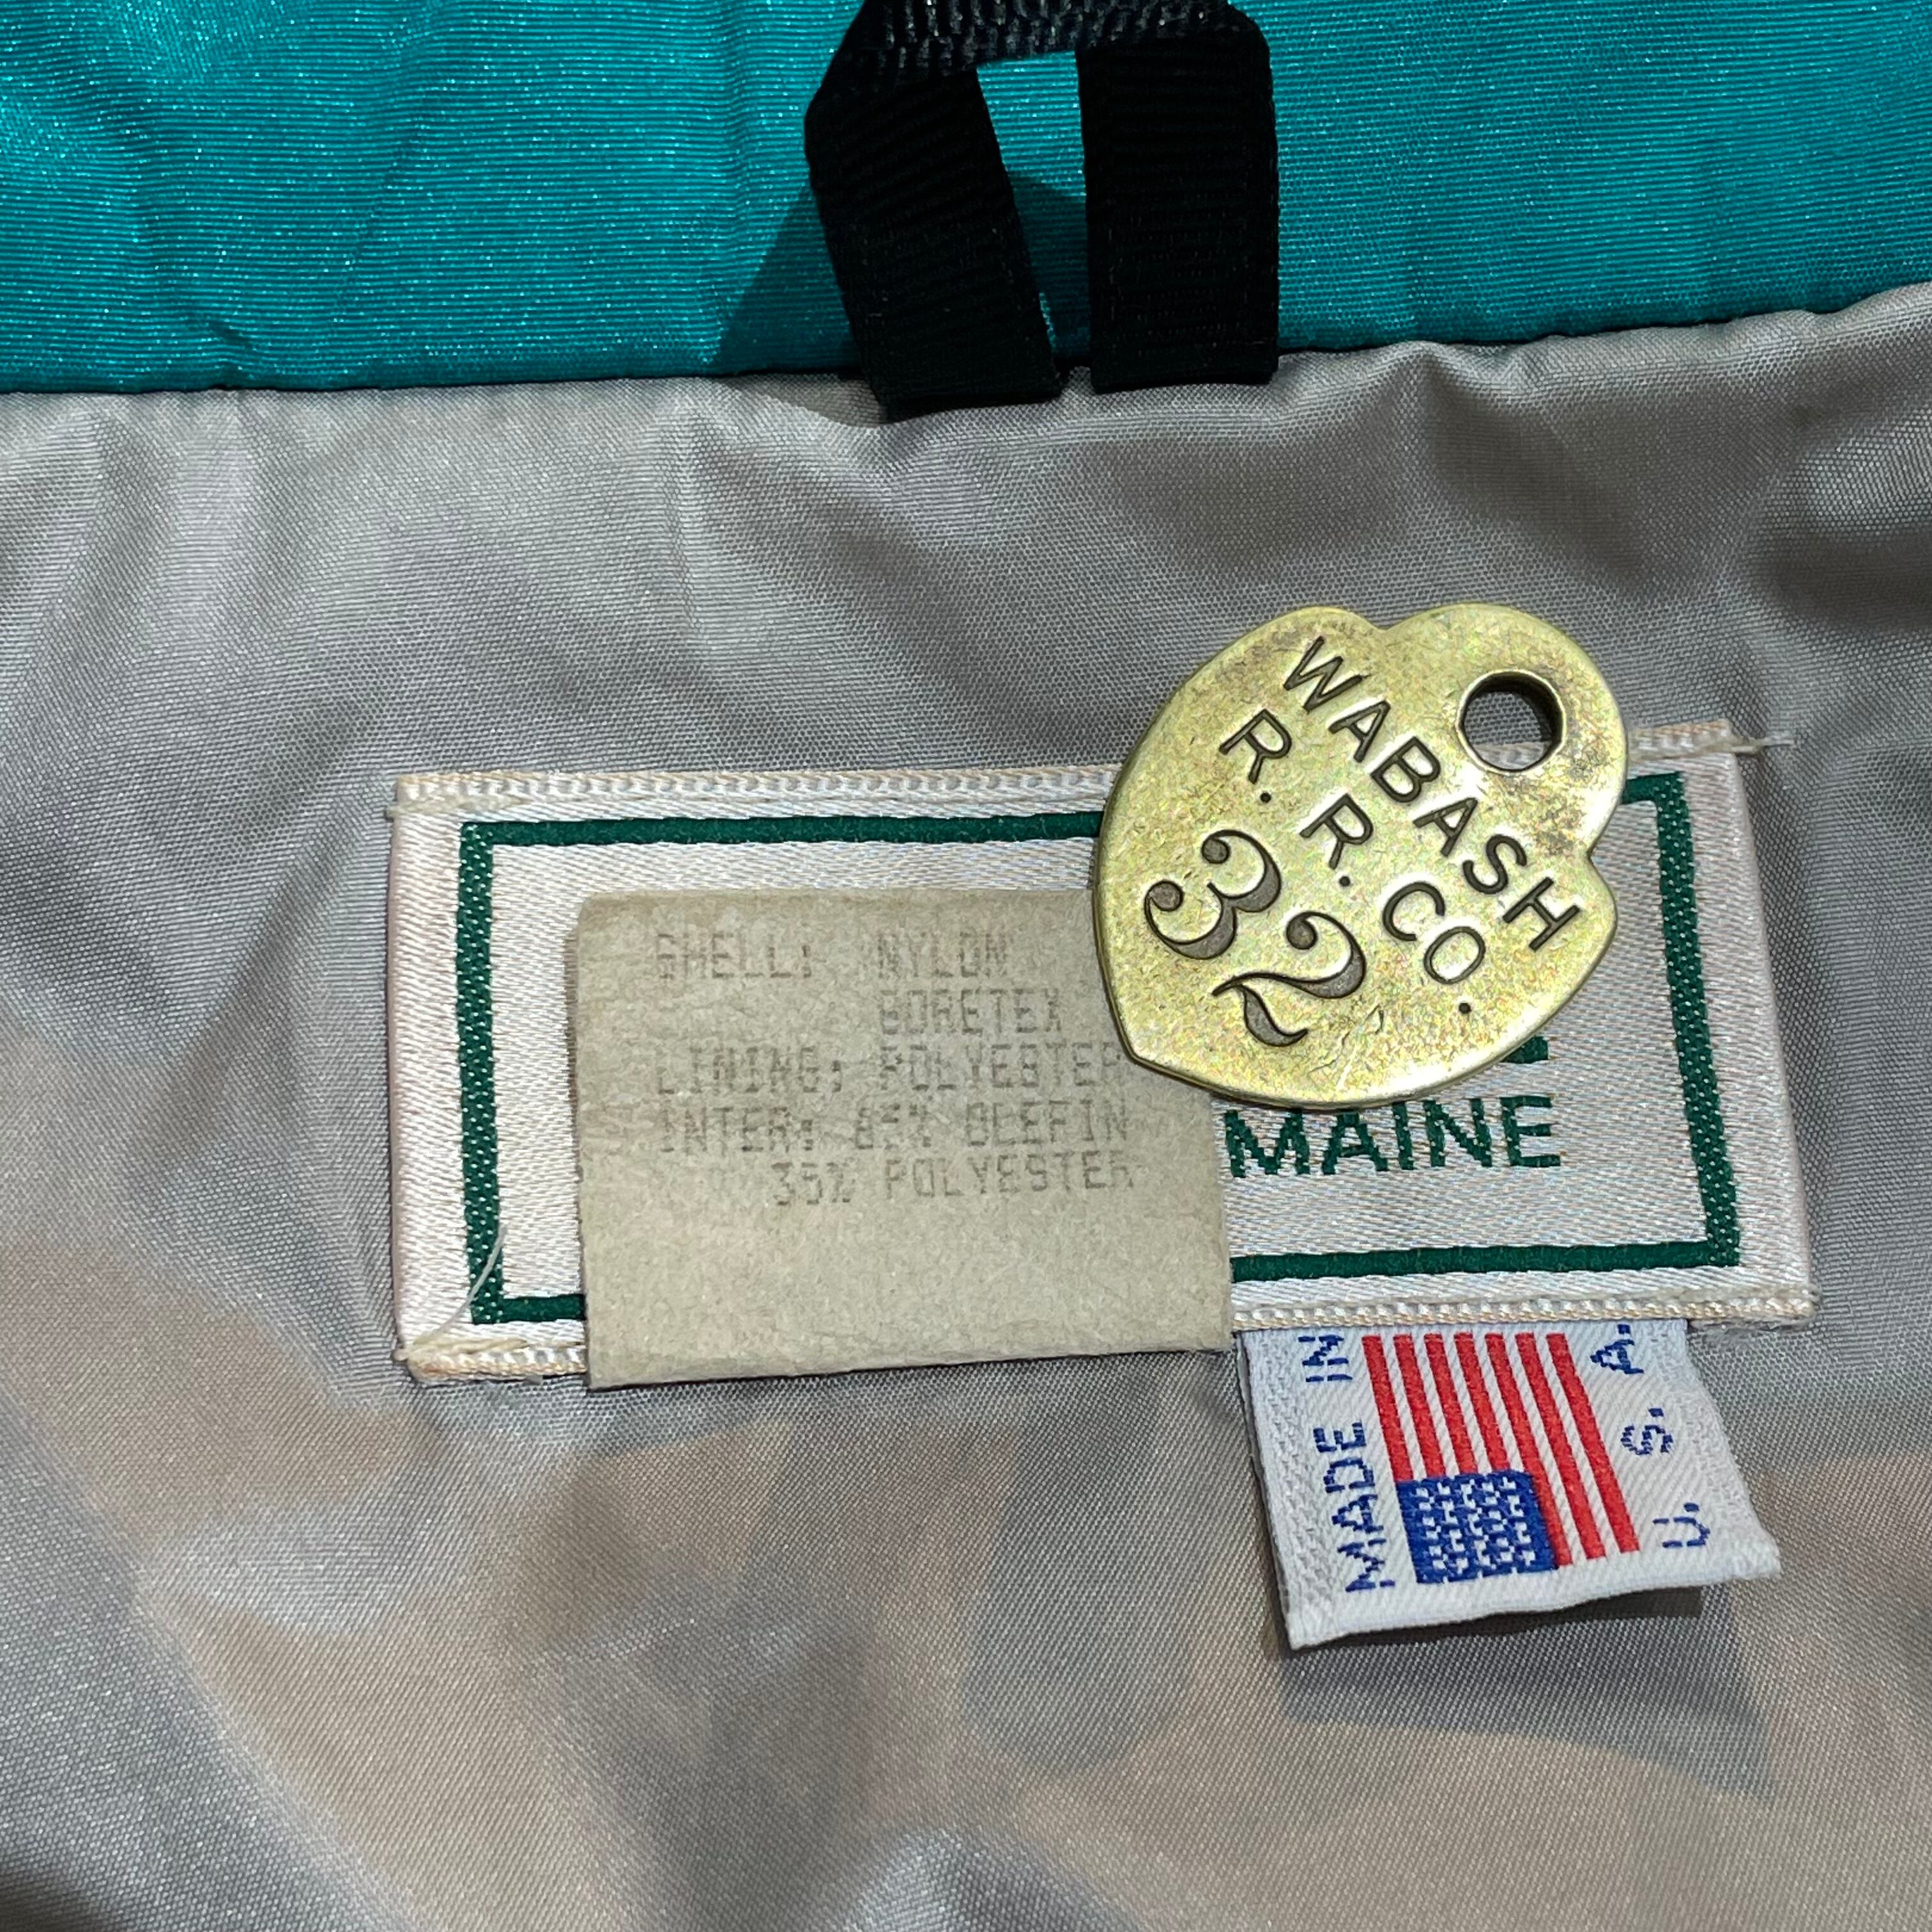 WABASH
R. R. CO.
32
SHELL: NYLON
GORETEX
LINING: POLYESTER
INTER: 65% OLEFIN
35% POLYESTER
E
MAINE
MADE IN
U. S. A.